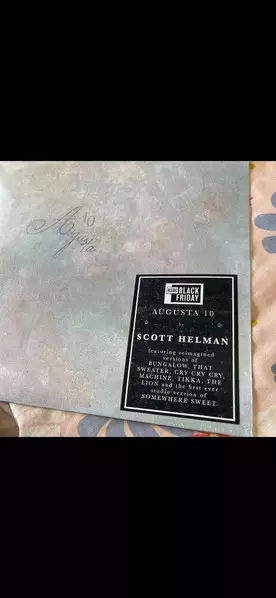 10
Augusta
RSD
BLACK
FRIDAY
AUGUSTA 10
by
SCOTT HELMAN
featuring reimagined
versions of
BUNGALOW, THAT
SWEATER, CRY CRY CRY,
MACHINE, TIKKA, THE
LION and the first ever
studio version of
SOMEWHERE SWEET